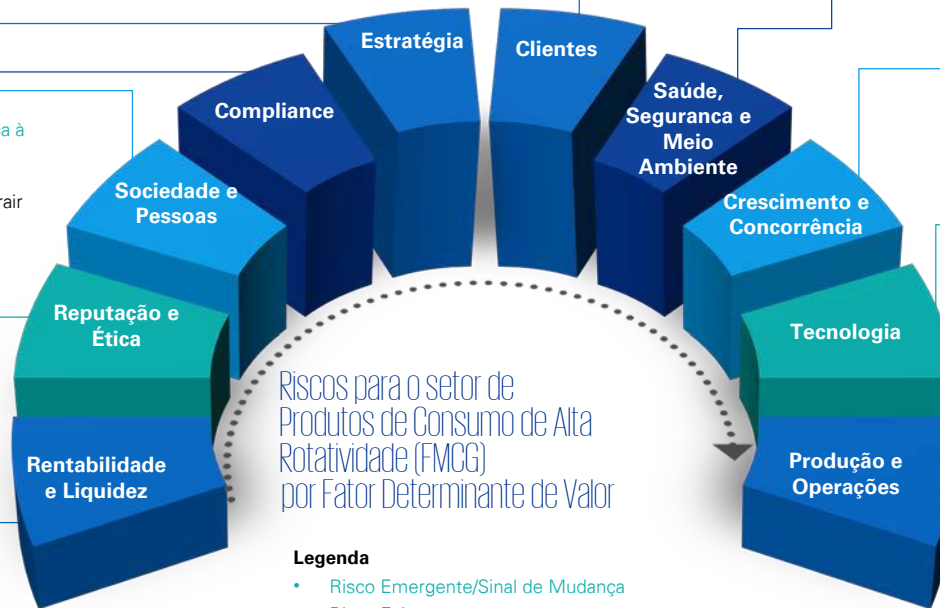 Estratégia
Clientes
Compliance
Saúde,
Seguranca e
Meio
Ambiente
a à
Sociedade e
Pessoas
rair
Crescimento e
Concorrência
Reputação e
Ética
Tecnologia
Riscos para o setor de
Produtos de Consumo de Alta
Rotatividade (FMCG)
por Fator Determinante de Valor
Rentabilidade
e Liquidez
Produção e
Operações
Legenda
• Risco Emergente/Sinal de Mudança